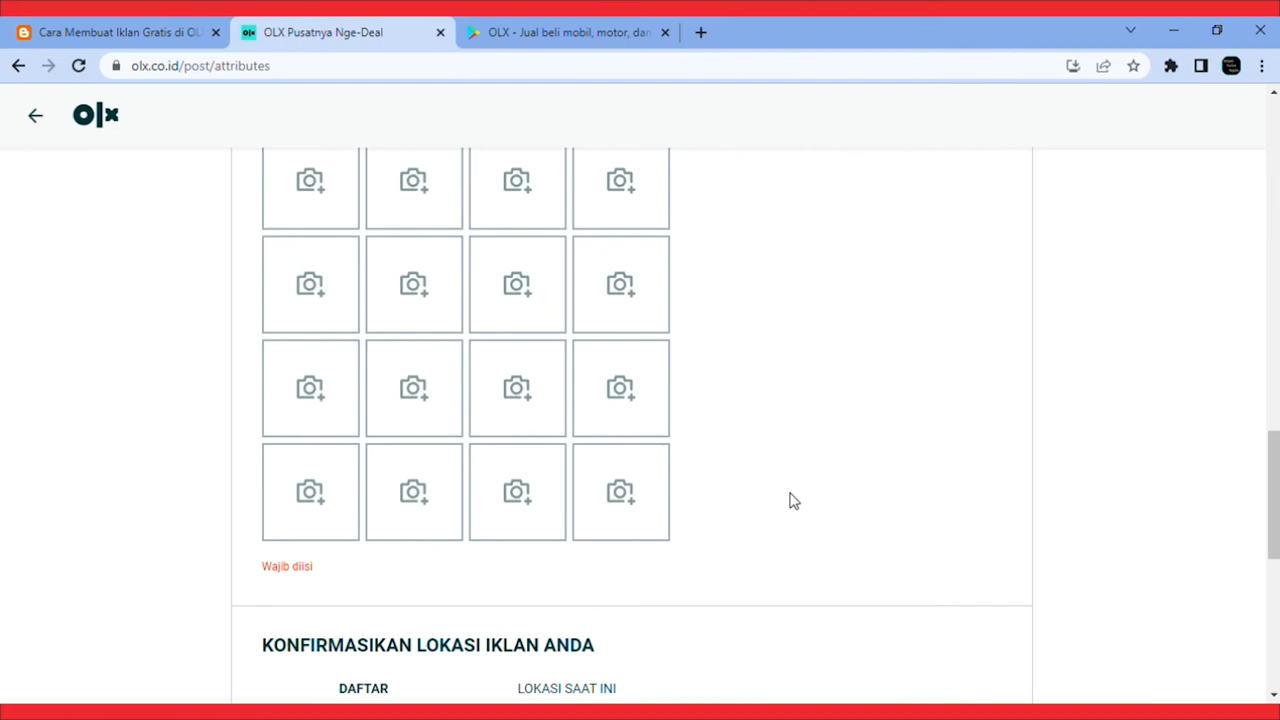 Cara Membuat Iklan Gratis di OL
OLX Pusatnya Nge-Deal
OLX - Jual beli mobil, motor, dan
olx.co.id/post/attributes
olx
Wajib diisi
KONFIRMASIKAN LOKASI IKLAN ANDA
DAFTAR
LOKASI SAAT INI